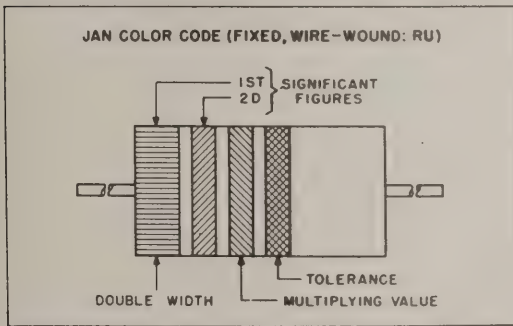 JAN COLOR CODE (FIXED, WIRE-WOUND: RU)
1ST
2D
SIGNIFICANT
FIGURES
TOLERANCE
DOUBLE WIDTH
MULTIPLYING VALUE